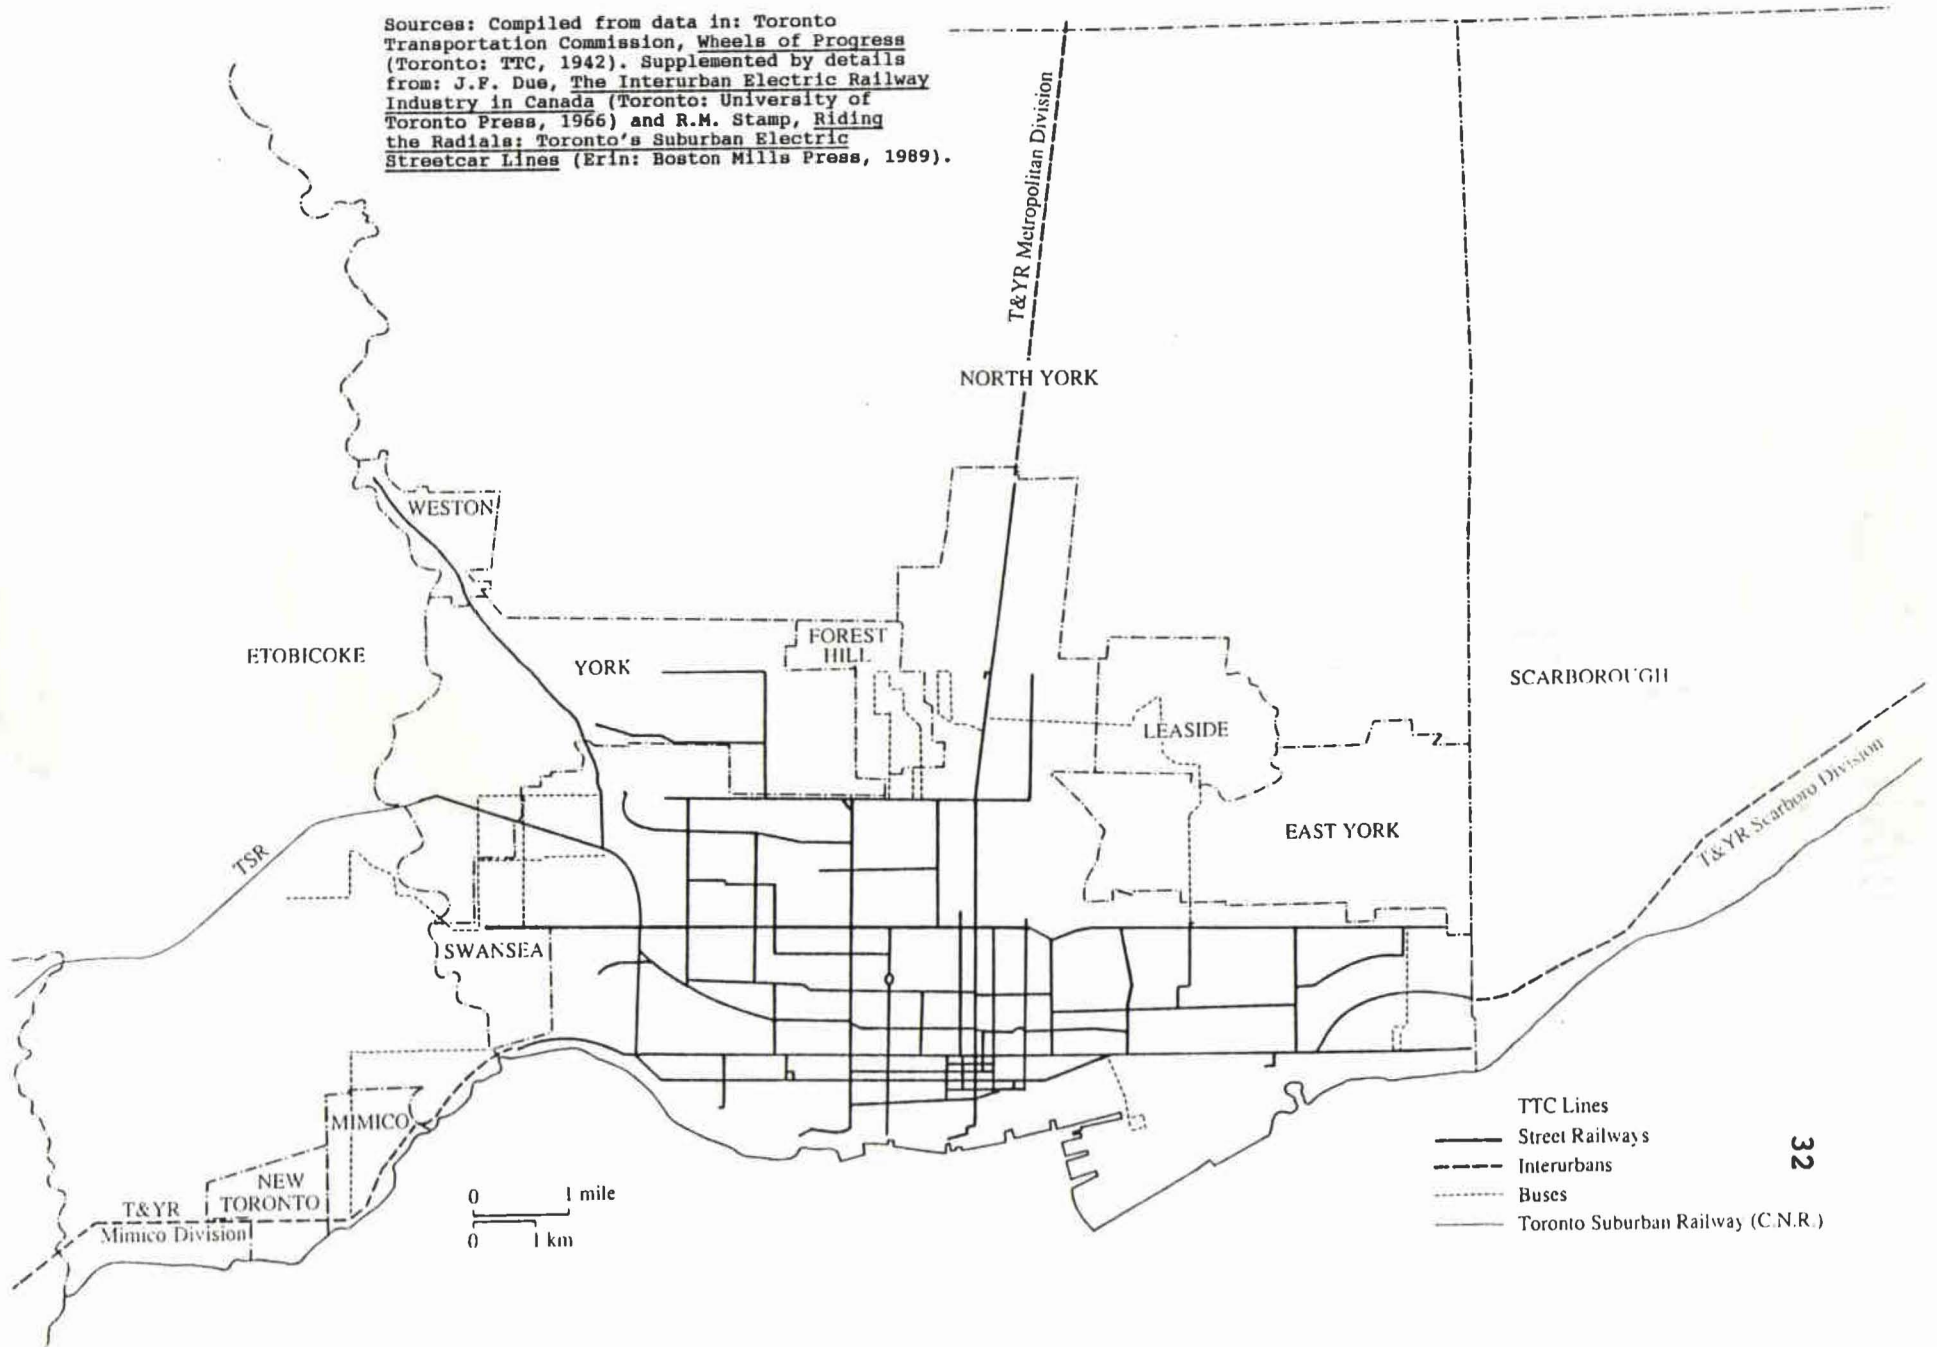 Sources: Compiled from data in: Toronto
Transportation Commission, Wheels of Progress
(Toronto: TTC, 1942). Supplemented by details
from: J.F. Due, The Interurban Electric Railway
Industry in Canada (Toronto: University of
Toronto Press, 1966) and R.M. Stamp, Riding
the Radials: Toronto's Suburban Electric
Streetcar Lines (Erin: Boston Mills Press, 1989).
T&YR Metropolitan Division
NORTH YORK
WESTON
ETOBICOKE
YORK
FOREST
HILL
SCARBOROUGH
LEASIDE
EAST YORK
T&YR Scarboro Division
TSR
SWANSEA
MIMICO
NEW
TORONTO
T&YR
Mimico Division
0 1 mile
0 1 km
TTC Lines
Street Railways
Interurbans
Buses
Toronto Suburban Railway (C.N.R.)
32